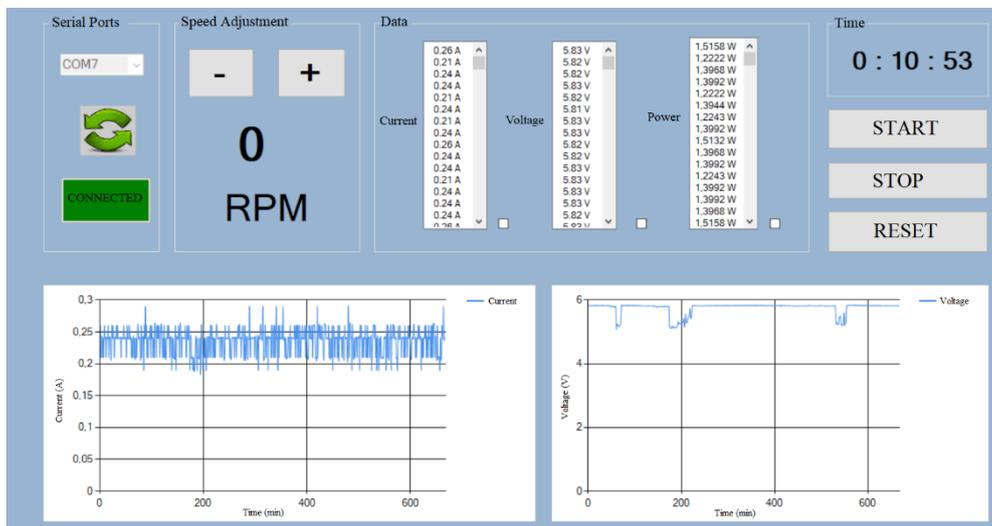 Serial Ports
COM7
CONNECTED
Speed Adjustment
-
+
0
RPM
Data
Current
0.26 A
0.21 A
0.24 A
0.24 A
0.21 A
0.24 A
0.21 A
0.24 A
0.26 A
0.24 A
0.24 A
0.21 A
0.24 A
0.24 A
0.24 A
0.26 A
Voltage
5.83 V
5.82 V
5.82 V
5.83 V
5.82 V
5.81 V
5.83 V
5.83 V
5.82 V
5.82 V
5.83 V
5.83 V
5.83 V
5.83 V
5.82 V
5.83 V
Power
1,5158 W
1,2222 W
1,3968 W
1,3992 W
1,2222 W
1,3944 W
1,2243 W
1,3992 W
1,5132 W
1,3968 W
1,3992 W
1,2243 W
1,3992 W
1,3992 W
1,3968 W
1,5158 W
Time
0 : 10 : 53
START
STOP
RESET
0,3
0,25
0,2
0,15
0,1
0,05
0
Current (A)
0 200 400 600
Time (min)
Current
6
4
2
0
Voltage (V)
0 200 400 600
Time (min)
Voltage